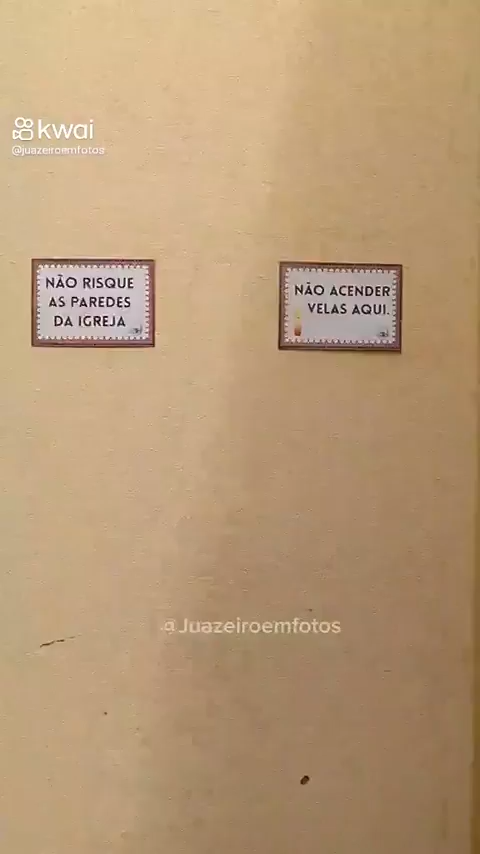 kwai
@juazeiroemfotos
NÃO RISQUE
AS PAREDES
DA IGREJA
NÃO ACENDER
VELAS AQUI.
@Juazeiroemfotos